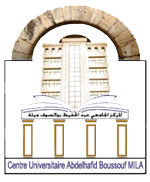 المركز الجامعي عبد الحفيظ بوالصوف ميلة
Centre Universitaire Abdelhafid Boussouf MILA